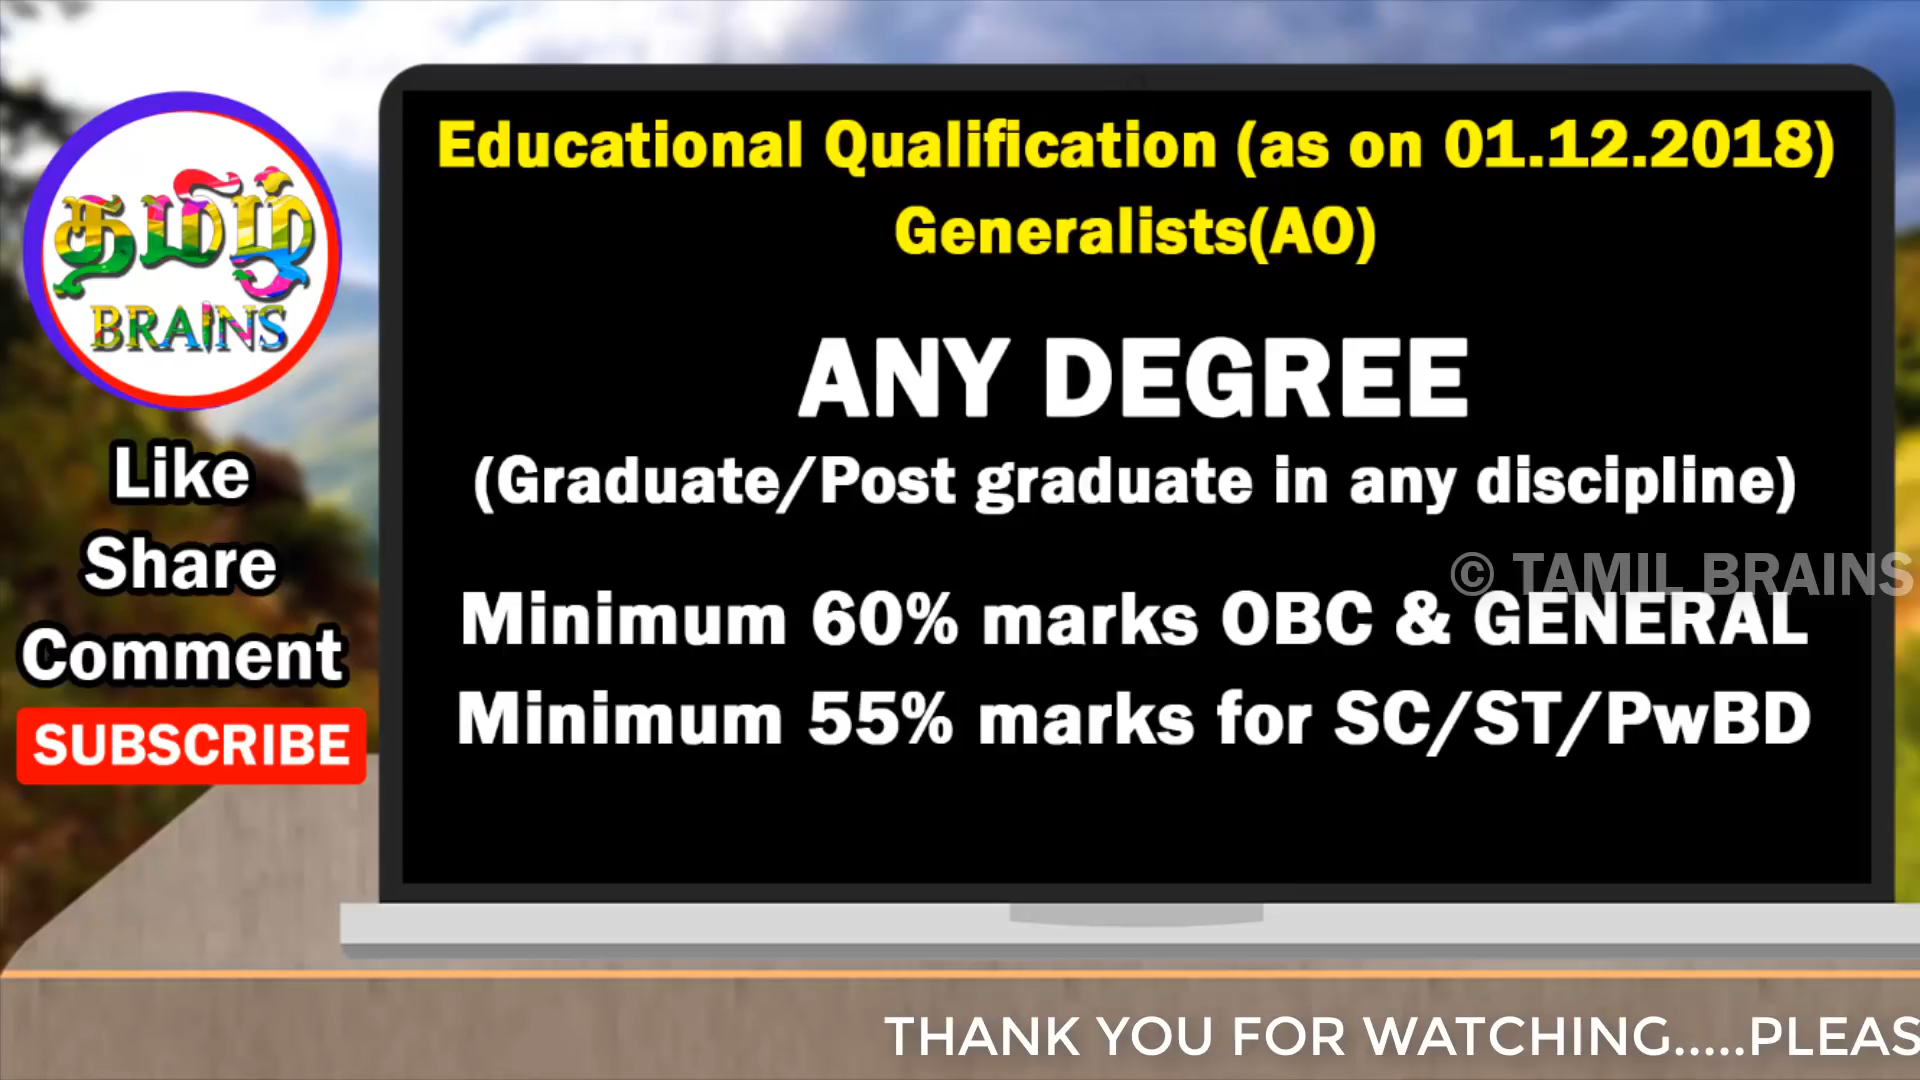 தமிழ்
BRAINS
Like
Share
Comment
SUBSCRIBE
Educational Qualification (as on 01.12.2018)
Generalists(AO)
ANY DEGREE
(Graduate/Post graduate in any discipline)
© TAMIL BRAINS
Minimum 60% marks OBC & GENERAL
Minimum 55% marks for SC/ST/PwBD
THANK YOU FOR WATCHING.....PLEAS